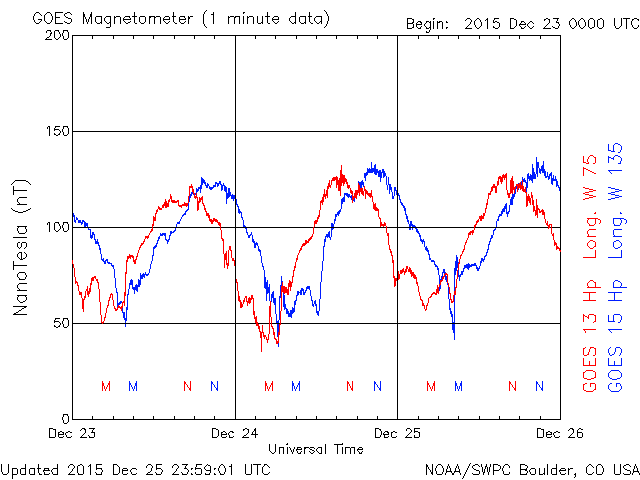 GOES Magnetometer (1 minute data)
Begin: 2015 Dec 23 0000 UTC
200
150
100
50
0
NanoTesla (nT)
M M N N M M N N M M N N
Dec 23 Dec 24 Dec 25 Dec 26
Universal Time
GOES 13 Hp Long. W 75
GOES 15 Hp Long. W 135
Updated 2015 Dec 25 23:59:01 UTC
NOAA/SWPC Boulder, CO USA